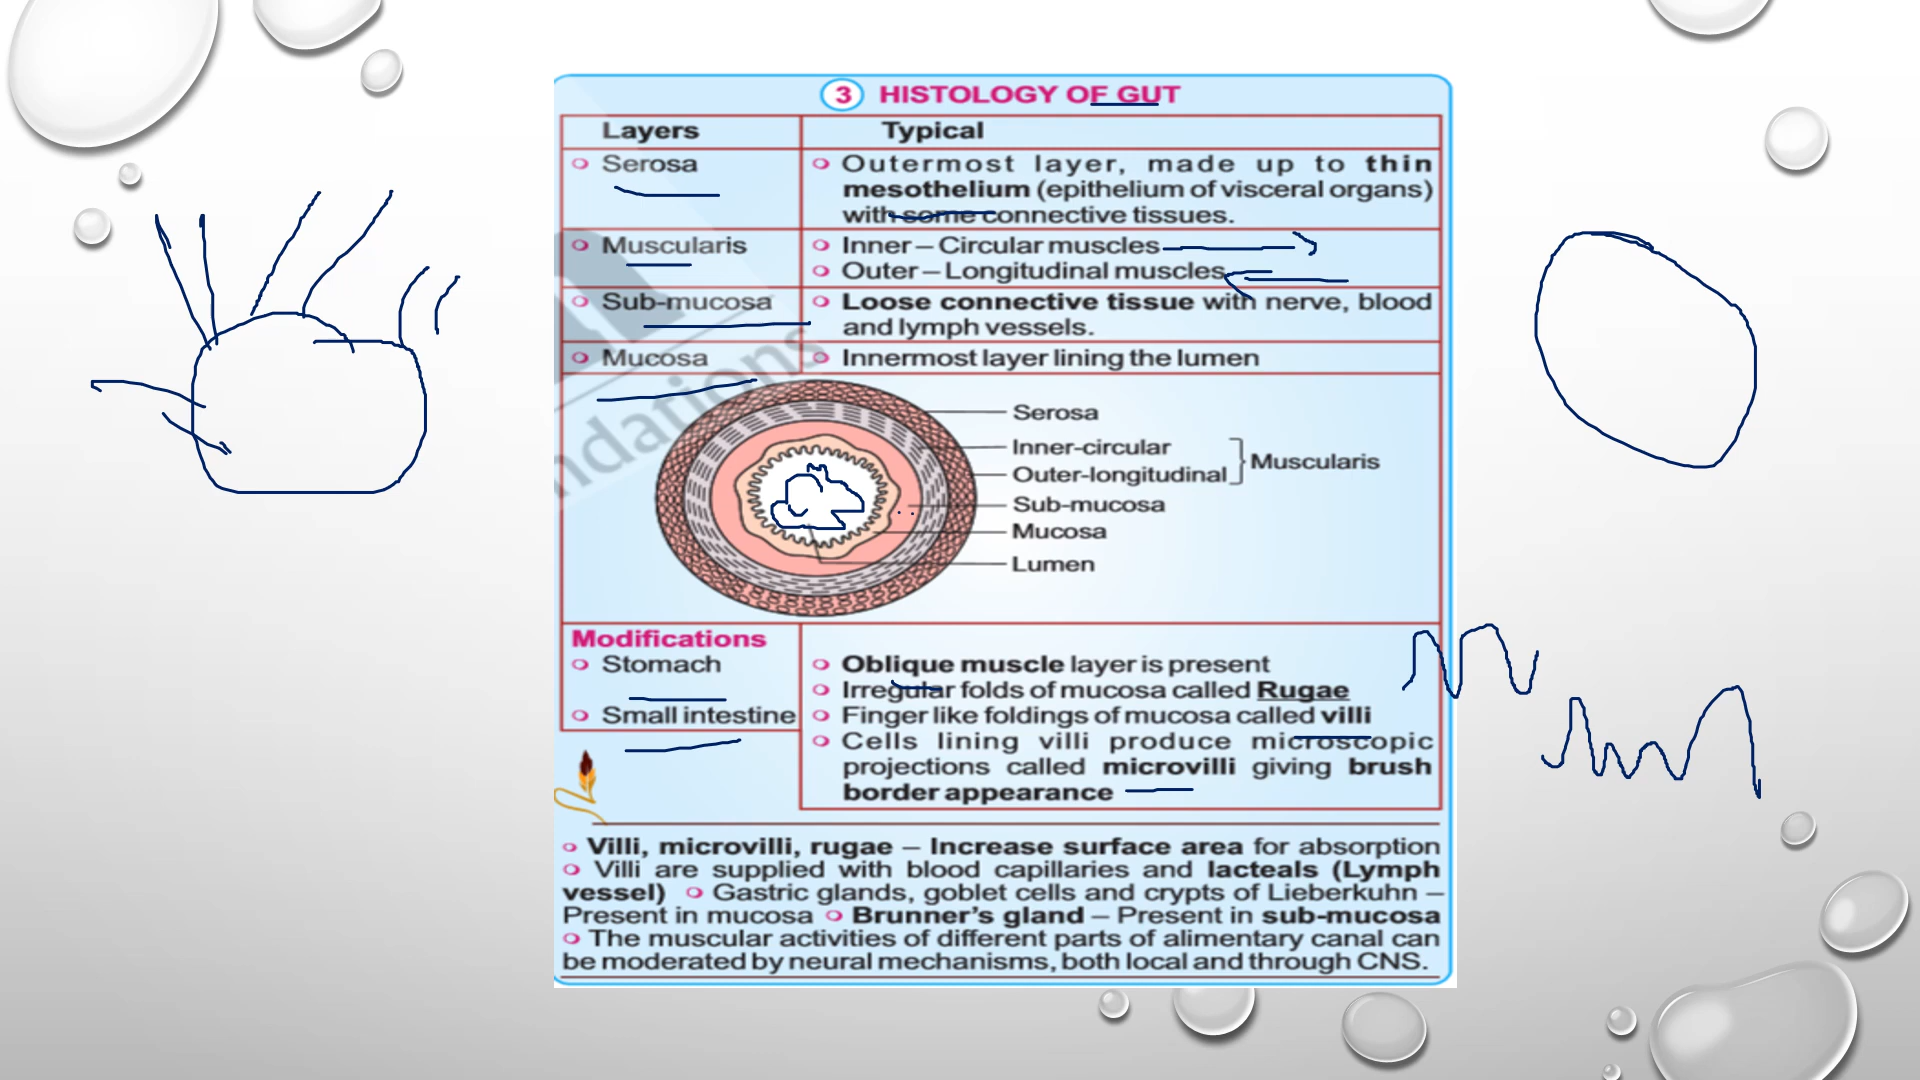 3 HISTOLOGY OF GUT
Layers Typical
Serosa Outermost layer, made up to thin
mesothelium (epithelium of visceral organs)
with some connective tissues.
Muscularis Inner – Circular muscles
Outer – Longitudinal muscles
Sub-mucosa Loose connective tissue with nerve, blood
and lymph vessels.
Mucosa Innermost layer lining the lumen
Serosa
Inner-circular
Outer-longitudinal
Muscularis
Sub-mucosa
Mucosa
Lumen
ndations
Modifications
Stomach Oblique muscle layer is present
Irregular folds of mucosa called Rugae
Small intestine Finger like foldings of mucosa called villi
Cells lining villi produce microscopic
projections called microvilli giving brush
border appearance
Villi, microvilli, rugae – Increase surface area for absorption
Villi are supplied with blood capillaries and lacteals (Lymph
vessel) Gastric glands, goblet cells and crypts of Lieberkuhn –
Present in mucosa Brunner's gland – Present in sub-mucosa
The muscular activities of different parts of alimentary canal can
be moderated by neural mechanisms, both local and through CNS.